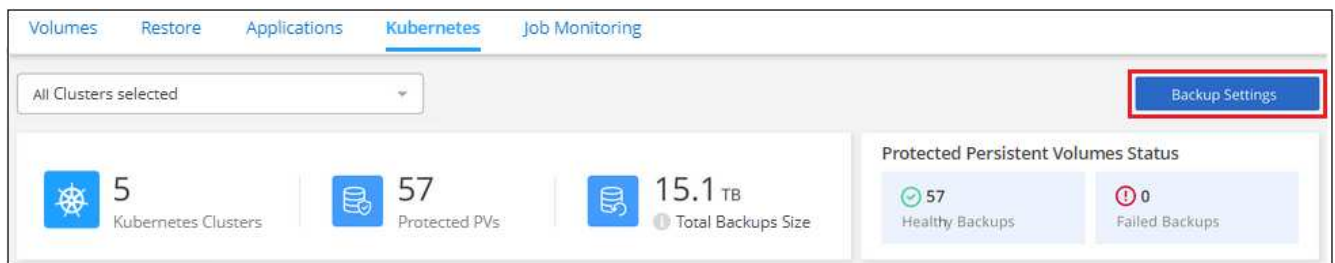 Volumes Restore Applications Kubernetes Job Monitoring
All Clusters selected
Backup Settings
5
Kubernetes Clusters
57
Protected PVs
15.1 TB
Total Backups Size
Protected Persistent Volumes Status
57
Healthy Backups
0
Failed Backups